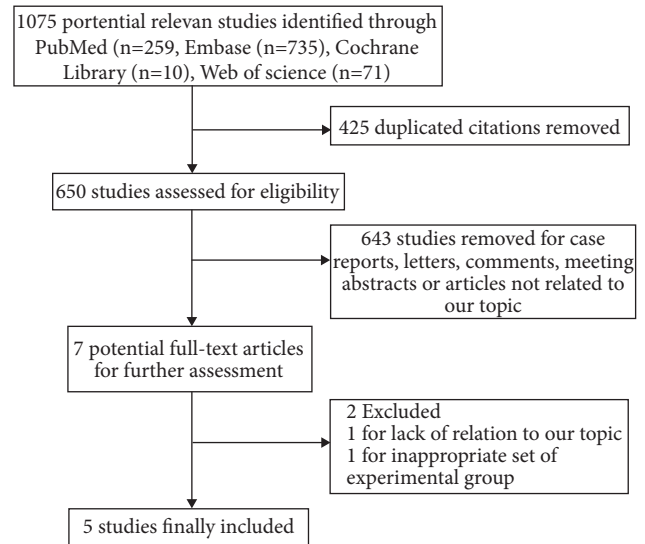 1075 portential relevan studies identified through
PubMed (n=259, Embase (n=735), Cochrane
Library (n=10), Web of science (n=71)
425 duplicated citations removed
650 studies assessed for eligibility
643 studies removed for case
reports, letters, comments, meeting
abstracts or articles not related to
our topic
7 potential full-text articles
for further assessment
2 Excluded
1 for lack of relation to our topic
1 for inappropriate set of
experimental group
5 studies finally included